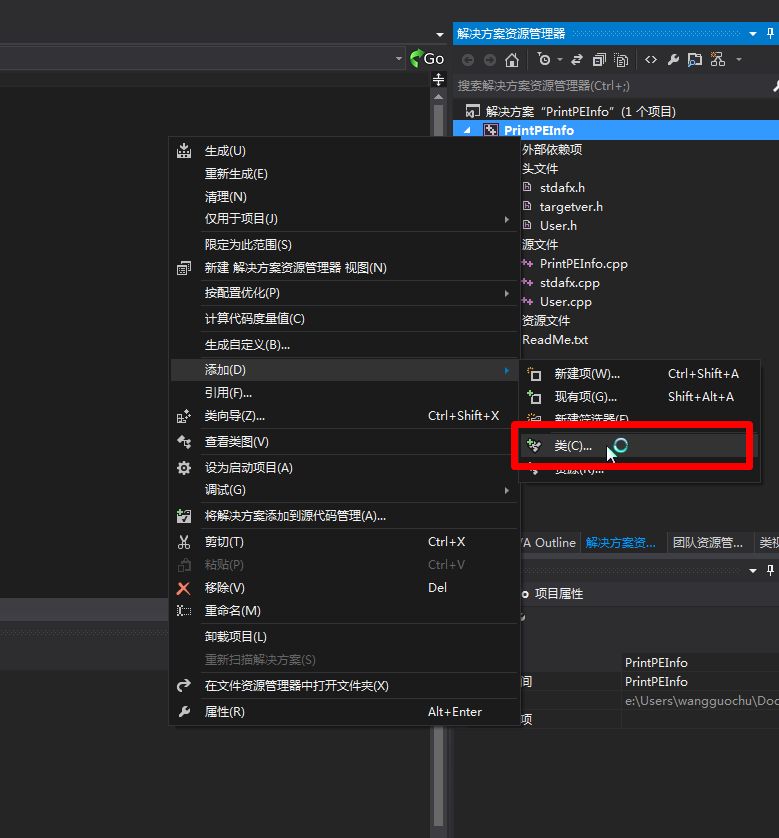 Go
解决方案资源管理器
搜索解决方案资源管理器(Ctrl+;)
解决方案“PrintPEInfo”(1 个项目)
PrintPEInfo
外部依赖项
头文件
stdafx.h
targetver.h
User.h
源文件
PrintPEInfo.cpp
stdafx.cpp
User.cpp
资源文件
ReadMe.txt
生成(U)
重新生成(E)
清理(N)
仅用于项目(J)
限定为此范围(S)
新建 解决方案资源管理器 视图(N)
按配置优化(P)
计算代码度量值(C)
生成自定义(B)...
添加(D)
引用(F)...
类向导(Z)... Ctrl+Shift+X
查看类图(V)
设为启动项目(A)
调试(G)
将解决方案添加到源代码管理(A)...
剪切(T) Ctrl+X
粘贴(P) Ctrl+V
移除(V) Del
重命名(M)
卸载项目(L)
重新扫描解决方案(S)
在文件资源管理器中打开文件夹(X)
属性(R) Alt+Enter
新建项(W)... Ctrl+Shift+A
现有项(G)... Shift+Alt+A
新建筛选器(F)
类(C)...
资源(R)...
VA Outline 解决方案资... 团队资源管... 类视
项目属性
PrintPEInfo
间 PrintPEInfo
e:\Users\wangguochu\Doc
项